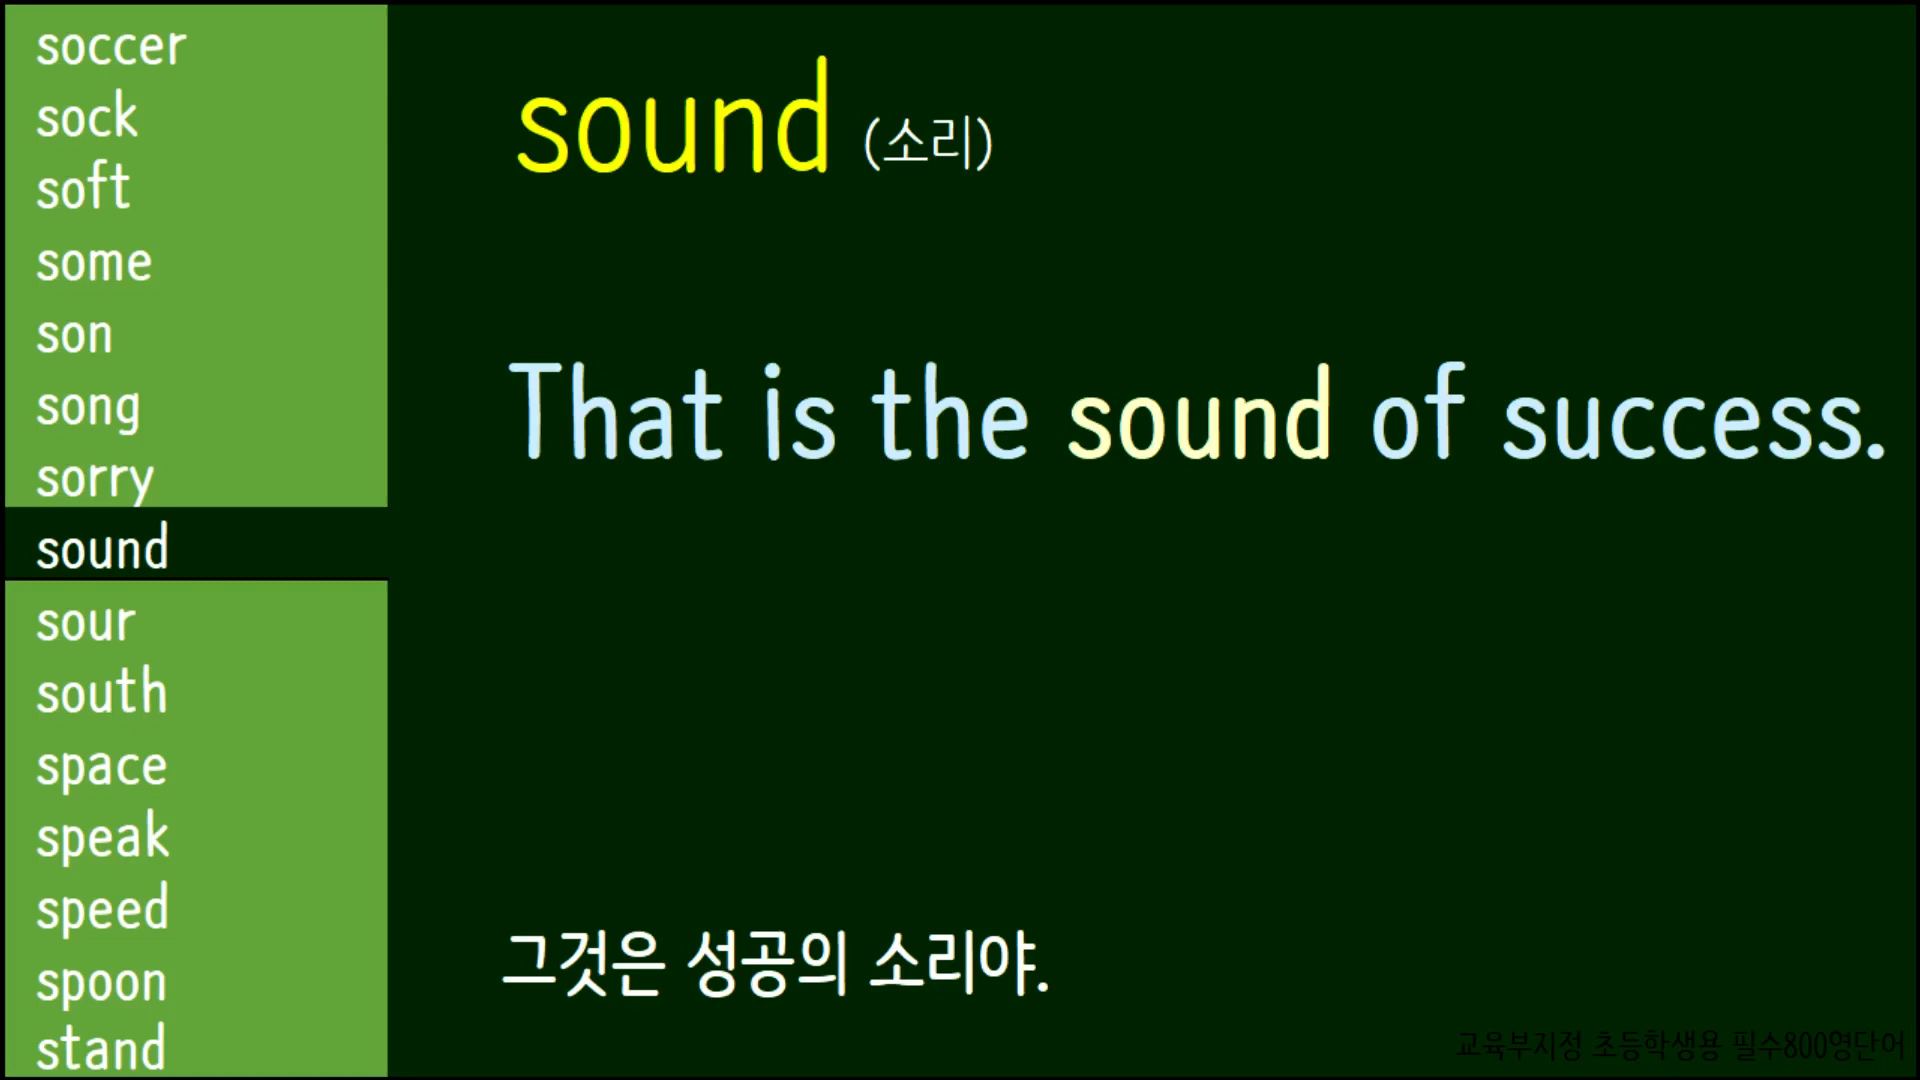 soccer
sock
soft
some
son
song
sorry
sound
sour
south
space
speak
speed
spoon
stand
sound (소리)
That is the sound of success.
그것은 성공의 소리야.
교육부지정 초등학생용 필수800영단어